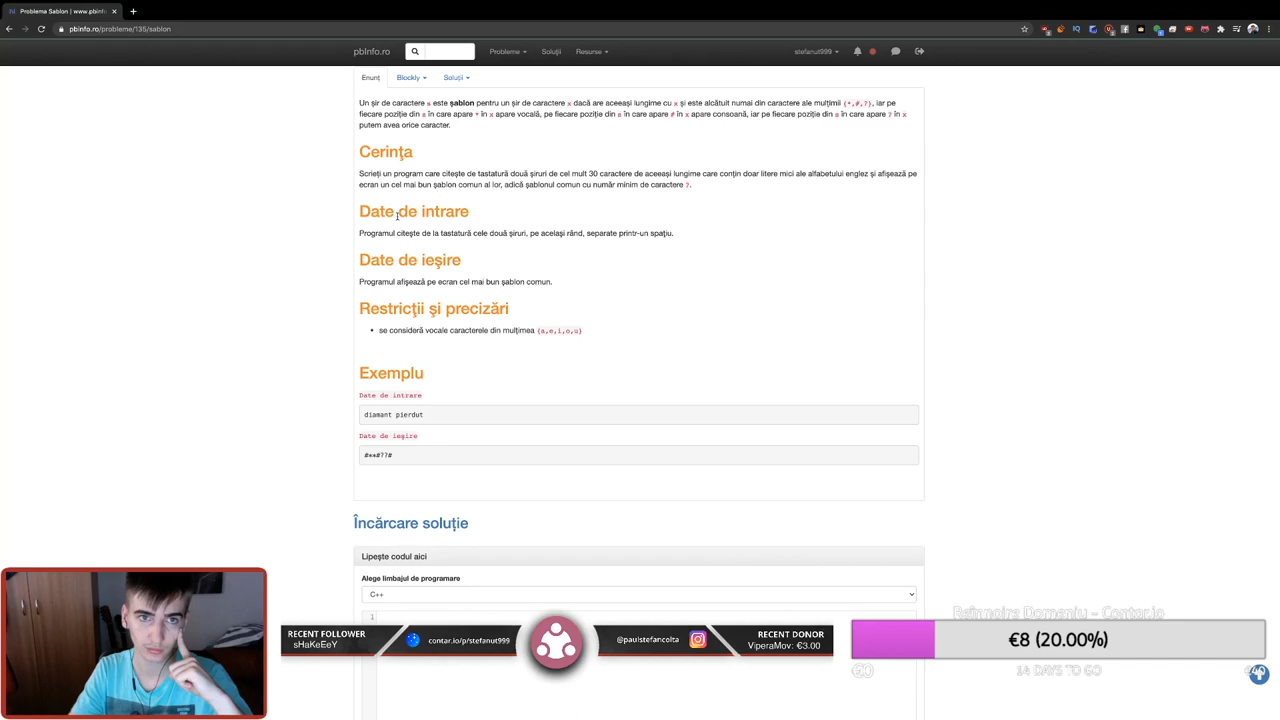 Problema Sablon | www.pbinfo
pbinfo.ro/probleme/135/sablon
pbInfo.ro
Probleme
Soluții
Resurse
stefanut999
Enunț
Blockly
Soluții
Un șir de caractere s este șablon pentru un șir de caractere x dacă are aceeași lungime cu x și este alcătuit numai din caractere ale mulțimii {*,#,?}, iar pe
fiecare poziție din s în care apare * în x apare vocală, pe fiecare poziție din s în care apare # în x apare consoană, iar pe fiecare poziție din s în care apare ? în x
putem avea orice caracter.
Cerința
Scrieți un program care citește de tastatură două șiruri de cel mult 30 caractere de aceeași lungime care conțin doar litere mici ale alfabetului englez și afișează pe
ecran un cel mai bun șablon comun al lor, adică șablonul comun cu număr minim de caractere ?.
Date de intrare
Programul citește de la tastatură cele două șiruri, pe același rând, separate printr-un spațiu.
Date de ieșire
Programul afișează pe ecran cel mai bun șablon comun.
Restricții și precizări
• se consideră vocale caracterele din mulțimea {a,e,i,o,u}
Exemplu
Date de intrare
diamant pierdut
Date de ieșire
#**#??#
Încărcare soluție
Lipește codul aici
Alege limbajul de programare
C++
1
RECENT FOLLOWER
sHaKeEeY
contar.io/p/stefanut999
@paulstefancolta
RECENT DONOR
ViperaMov: €3.00
Reînnoire Domeniu - Contar.io
€8 (20.00%)
€0
14 DAYS TO GO
€40